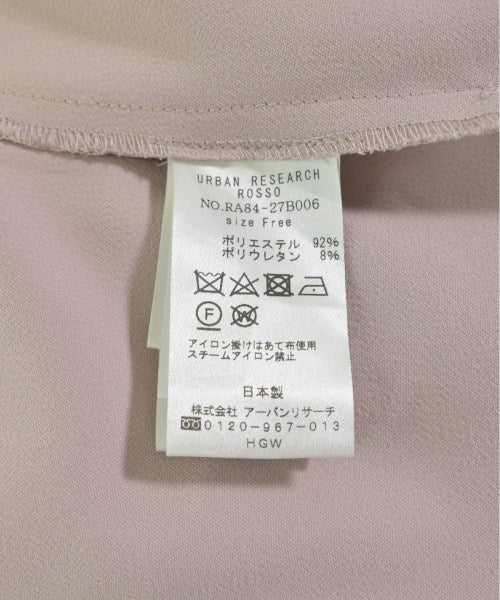 URBAN RESEARCH
ROSSO
NO.RA84-27B006
size Free
ポリエステル 92%
ポリウレタン 8%
F W
アイロン掛けはあて布使用
スチームアイロン禁止
日本製
株式会社 アーバンリサーチ
0120-967-013
HGW